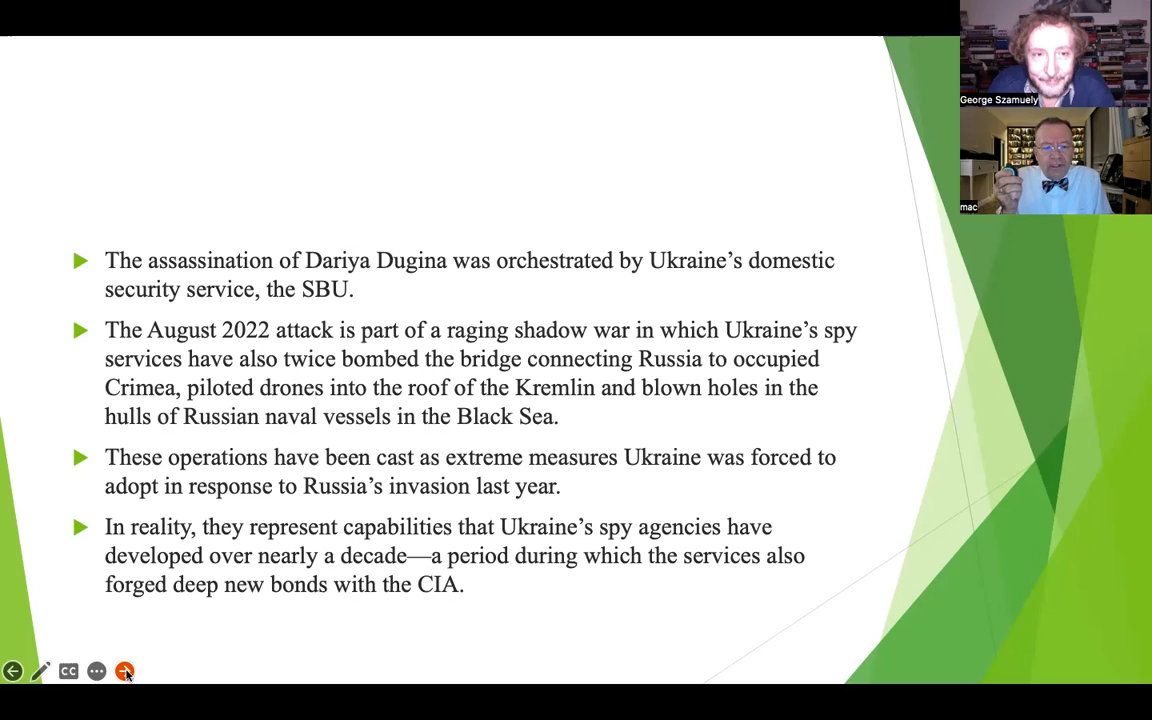 George Szamuely
mac
The assassination of Dariya Dugina was orchestrated by Ukraine’s domestic
security service, the SBU.
The August 2022 attack is part of a raging shadow war in which Ukraine’s spy
services have also twice bombed the bridge connecting Russia to occupied
Crimea, piloted drones into the roof of the Kremlin and blown holes in the
hulls of Russian naval vessels in the Black Sea.
These operations have been cast as extreme measures Ukraine was forced to
adopt in response to Russia’s invasion last year.
In reality, they represent capabilities that Ukraine’s spy agencies have
developed over nearly a decade—a period during which the services also
forged deep new bonds with the CIA.
CC